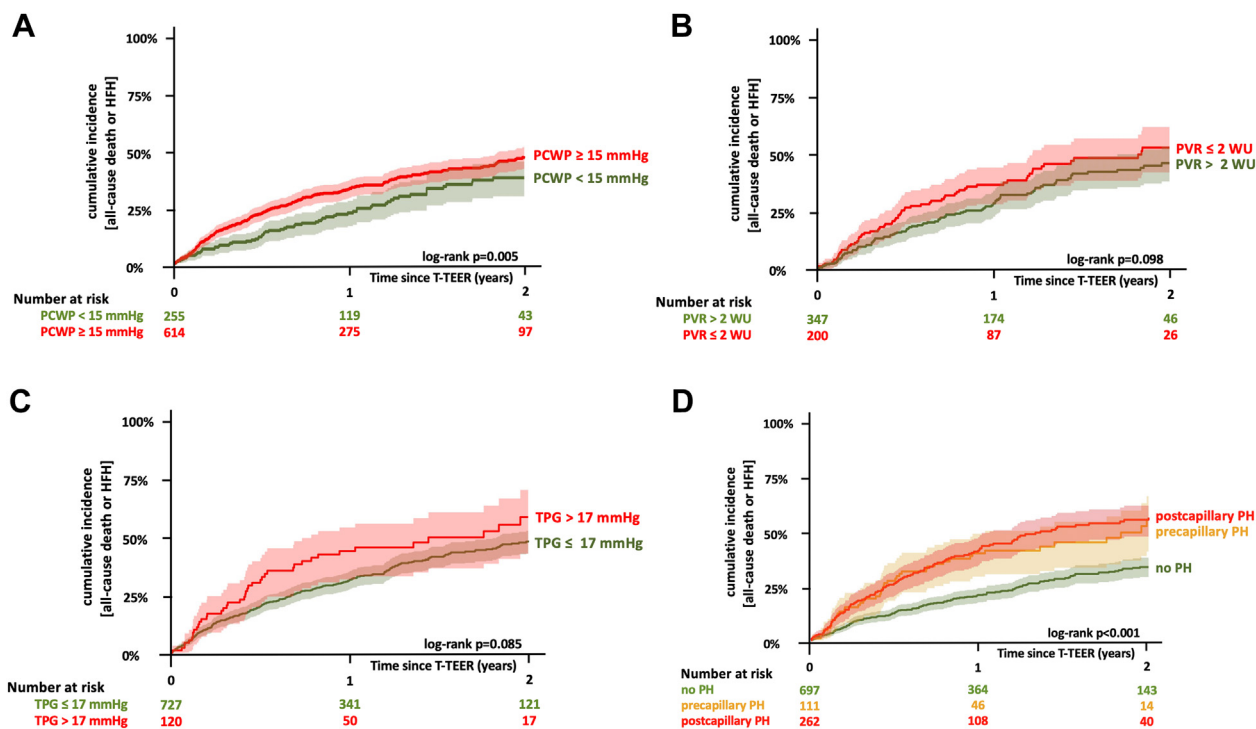 A
cumulative incidence
[all-cause death or HFH]
100%
75%
50%
25%
0%
PCWP ≥ 15 mmHg
PCWP < 15 mmHg
log-rank p=0.005
Time since T-TEER (years)
0 1 2
Number at risk
PCWP < 15 mmHg 255 119 43
PCWP ≥ 15 mmHg 614 275 97
B
cumulative incidence
[all-cause death or HFH]
100%
75%
50%
25%
0%
PVR ≤ 2 WU
PVR > 2 WU
log-rank p=0.098
Time since T-TEER (years)
0 1 2
Number at risk
PVR > 2 WU 347 174 46
PVR ≤ 2 WU 200 87 26
C
cumulative incidence
[all-cause death or HFH]
100%
75%
50%
25%
0%
TPG > 17 mmHg
TPG ≤ 17 mmHg
log-rank p=0.085
Time since T-TEER (years)
0 1 2
Number at risk
TPG ≤ 17 mmHg 727 341 121
TPG > 17 mmHg 120 50 17
D
cumulative incidence
[all-cause death or HFH]
100%
75%
50%
25%
0%
postcapillary PH
precapillary PH
no PH
log-rank p<0.001
Time since T-TEER (years)
0 1 2
Number at risk
no PH 697 364 143
precapillary PH 111 46 14
postcapillary PH 262 108 40